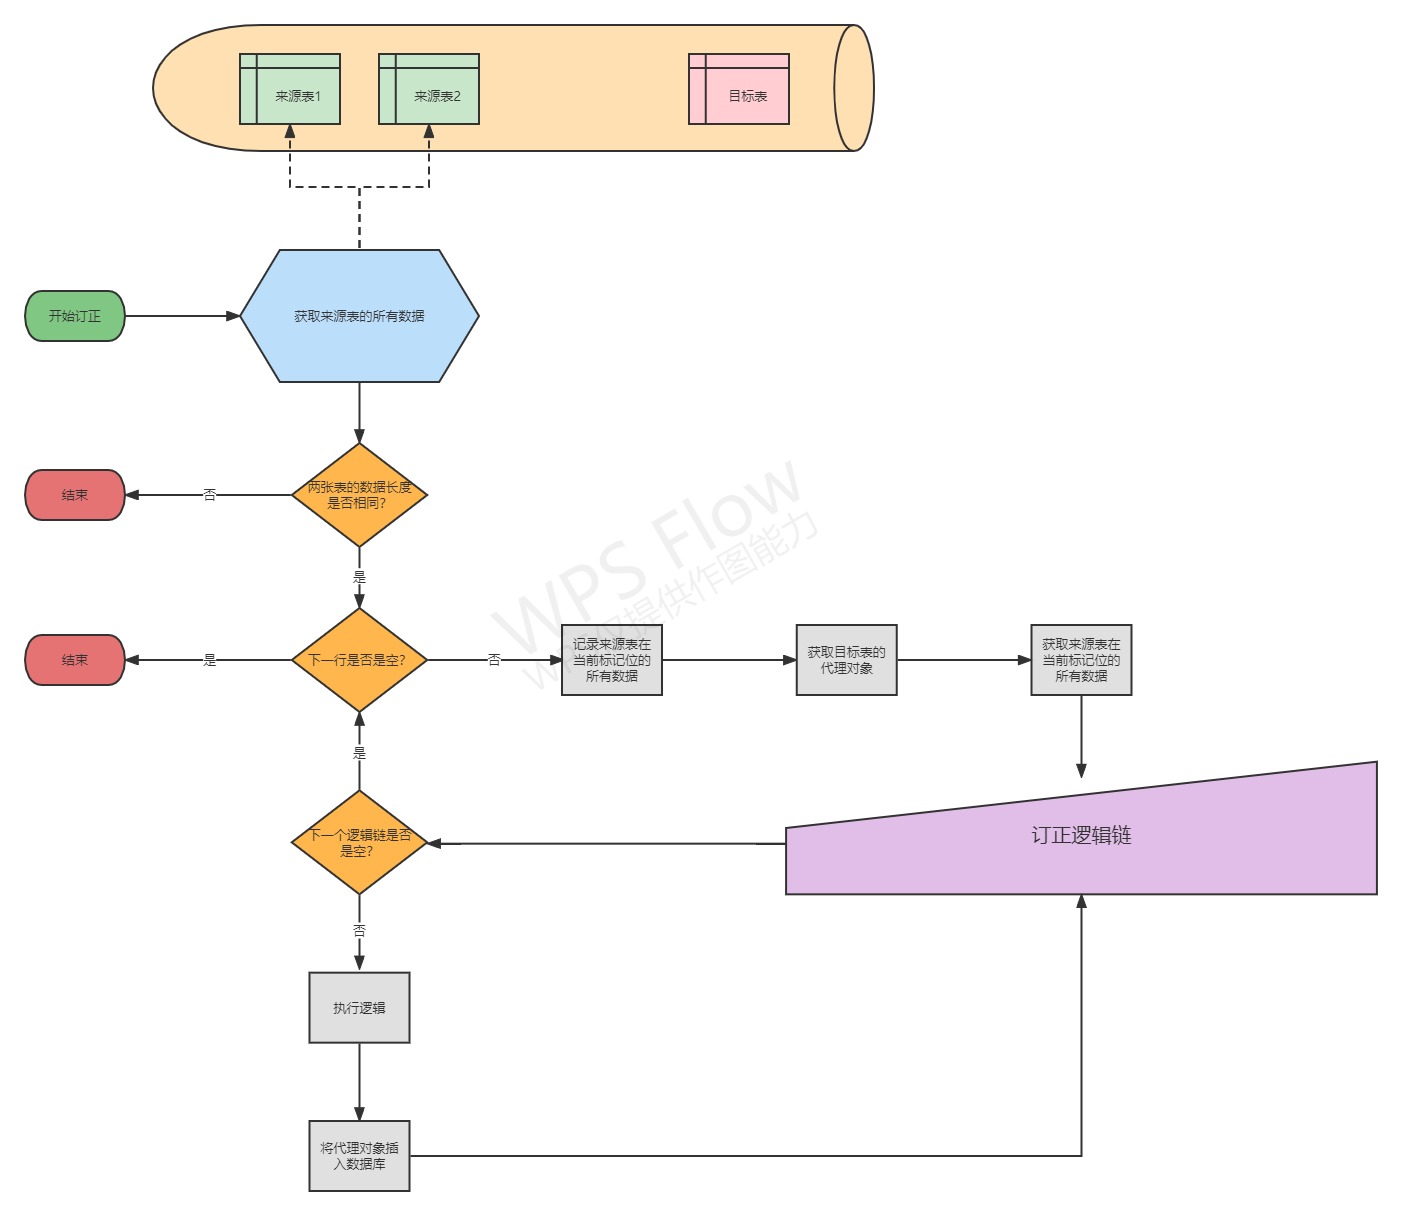 来源表1
来源表2
目标表
开始订正
获取来源表的所有数据
结束
否
两张表的数据长度
是否相同?
是
结束
是
下一行是否是空?
否
记录来源表在
当前标记位的
所有数据
获取目标表的
代理对象
获取来源表在
当前标记位的
所有数据
WPS Flow
WPS仅提供作图能力
是
下一个逻辑链是否
是空?
订正逻辑链
否
执行逻辑
将代理对象插
入数据库